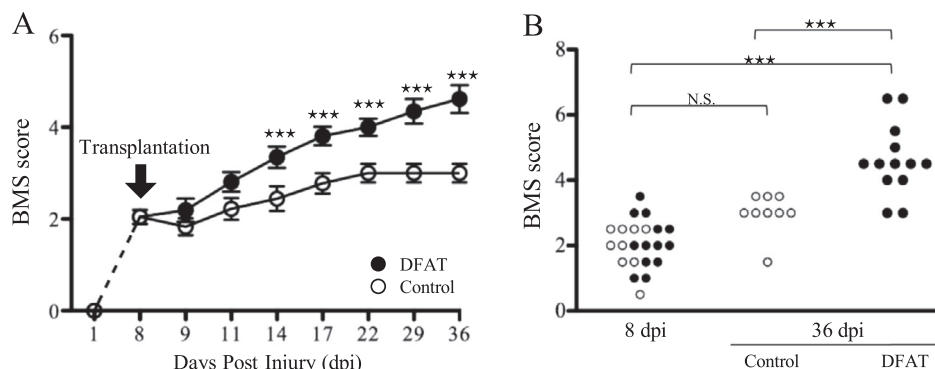 A
BMS score
6
4
2
0
Transplantation
★★★ ★★★ ★★★ ★★★ ★★★
DFAT
Control
1 8 9 11 14 17 22 29 36
Days Post Injury (dpi)
B
BMS score
8
6
4
2
0
★★★
★★★
N.S.
8 dpi 36 dpi
Control DFAT